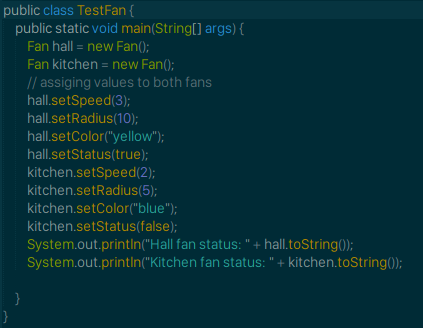 public class TestFan {
public static void main(String[] args) {
Fan hall = new Fan();
Fan kitchen = new Fan();
// assiging values to both fans
hall.setSpeed(3);
hall.setRadius(10);
hall.setColor("yellow");
hall.setStatus(true);
kitchen.setSpeed(2);
kitchen.setRadius(5);
kitchen.setColor("blue");
kitchen.setStatus(false);
System.out.println("Hall fan status: " + hall.toString());
System.out.println("Kitchen fan status: " + kitchen.toString());
}
}